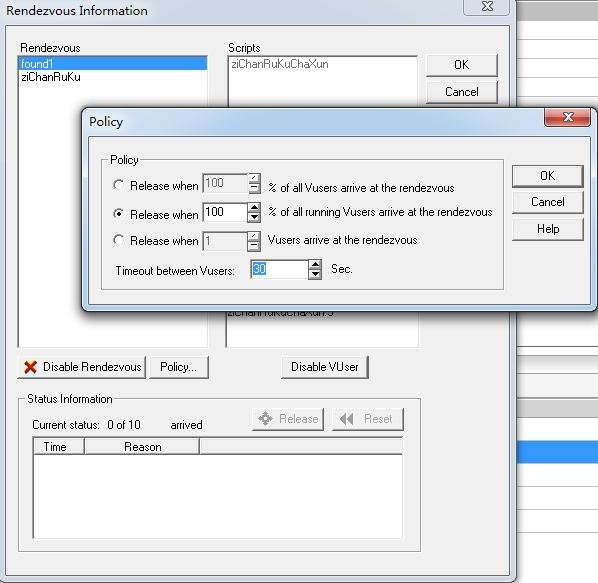 Rendezvous Information
Rendezvous
Scripts
found1
ziChanRuKu
ziChanRuKuChaXun
OK
Cancel
Policy
Policy
Release when 100 % of all Vusers arrive at the rendezvous
Release when 100 % of all running Vusers arrive at the rendezvous
Release when 1 Vusers arrive at the rendezvous
Timeout between Vusers: 30 Sec.
OK
Cancel
Help
Disable Rendezvous
Policy...
Disable VUser
Status Information
Current status: 0 of 10 arrived
Release
Reset
Time Reason